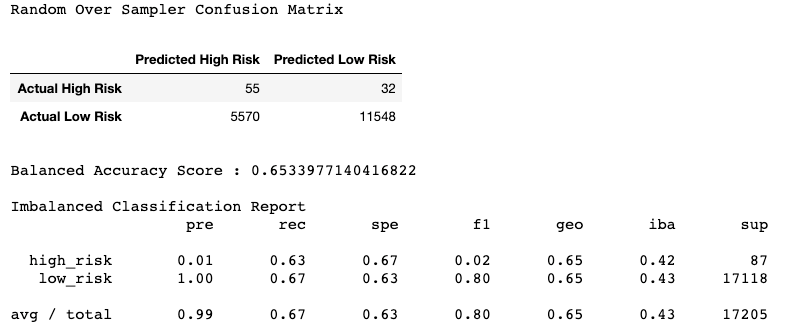 Random Over Sampler Confusion Matrix
Predicted High Risk Predicted Low Risk
Actual High Risk 55 32
Actual Low Risk 5570 11548
Balanced Accuracy Score : 0.6533977140416822
Imbalanced Classification Report
pre rec spe f1 geo iba sup
high_risk 0.01 0.63 0.67 0.02 0.65 0.42 87
low_risk 1.00 0.67 0.63 0.80 0.65 0.43 17118
avg / total 0.99 0.67 0.63 0.80 0.65 0.43 17205